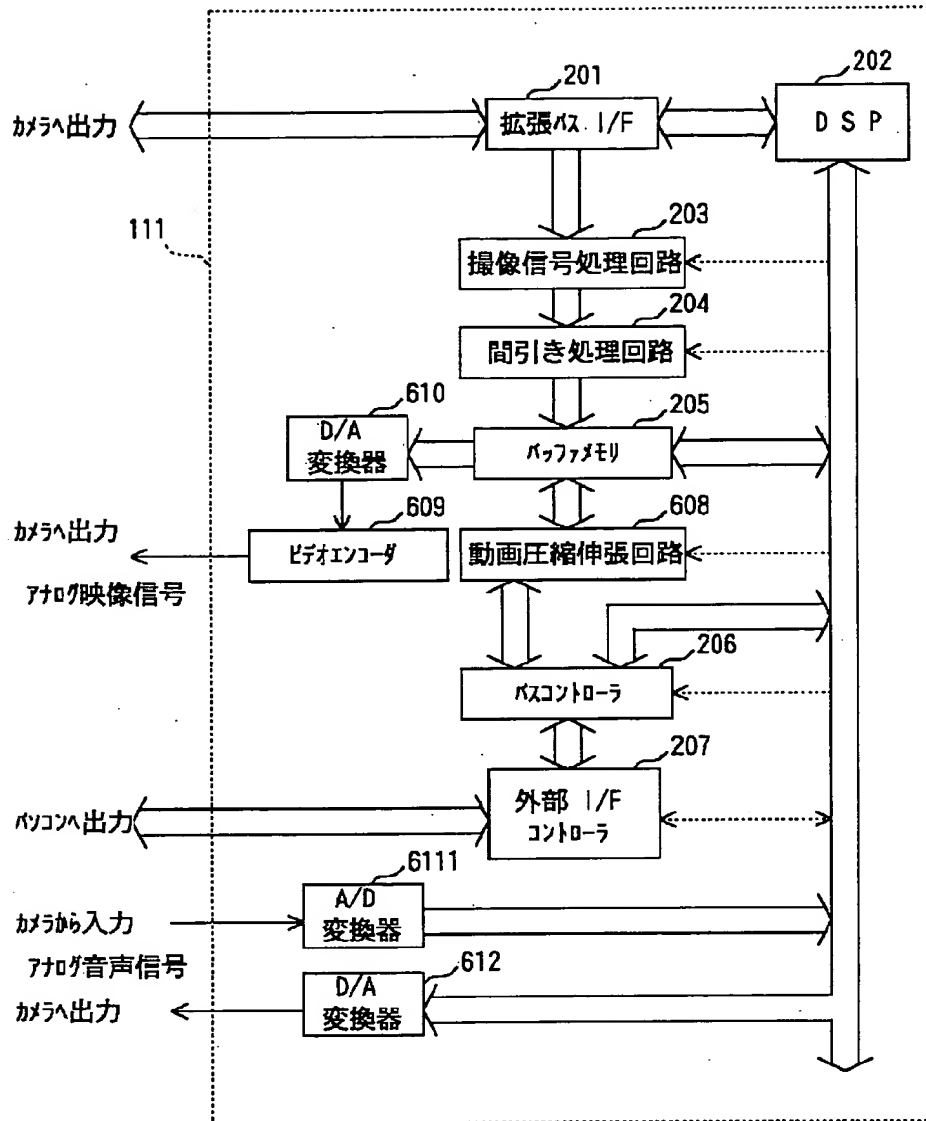 201
202
カメラへ出力
拡張バス I/F
DSP
111
203
撮像信号処理回路
204
間引き処理回路
610
205
D/A
変換器
バッファメモリ
609
608
カメラへ出力
ビデオエンコーダ
動画圧縮伸張回路
アナログ映像信号
206
バスコントローラ
207
外部 I/F
コントローラ
パソコンへ出力
6111
A/D
変換器
カメラから入力
アナログ音声信号
612
D/A
変換器
カメラへ出力